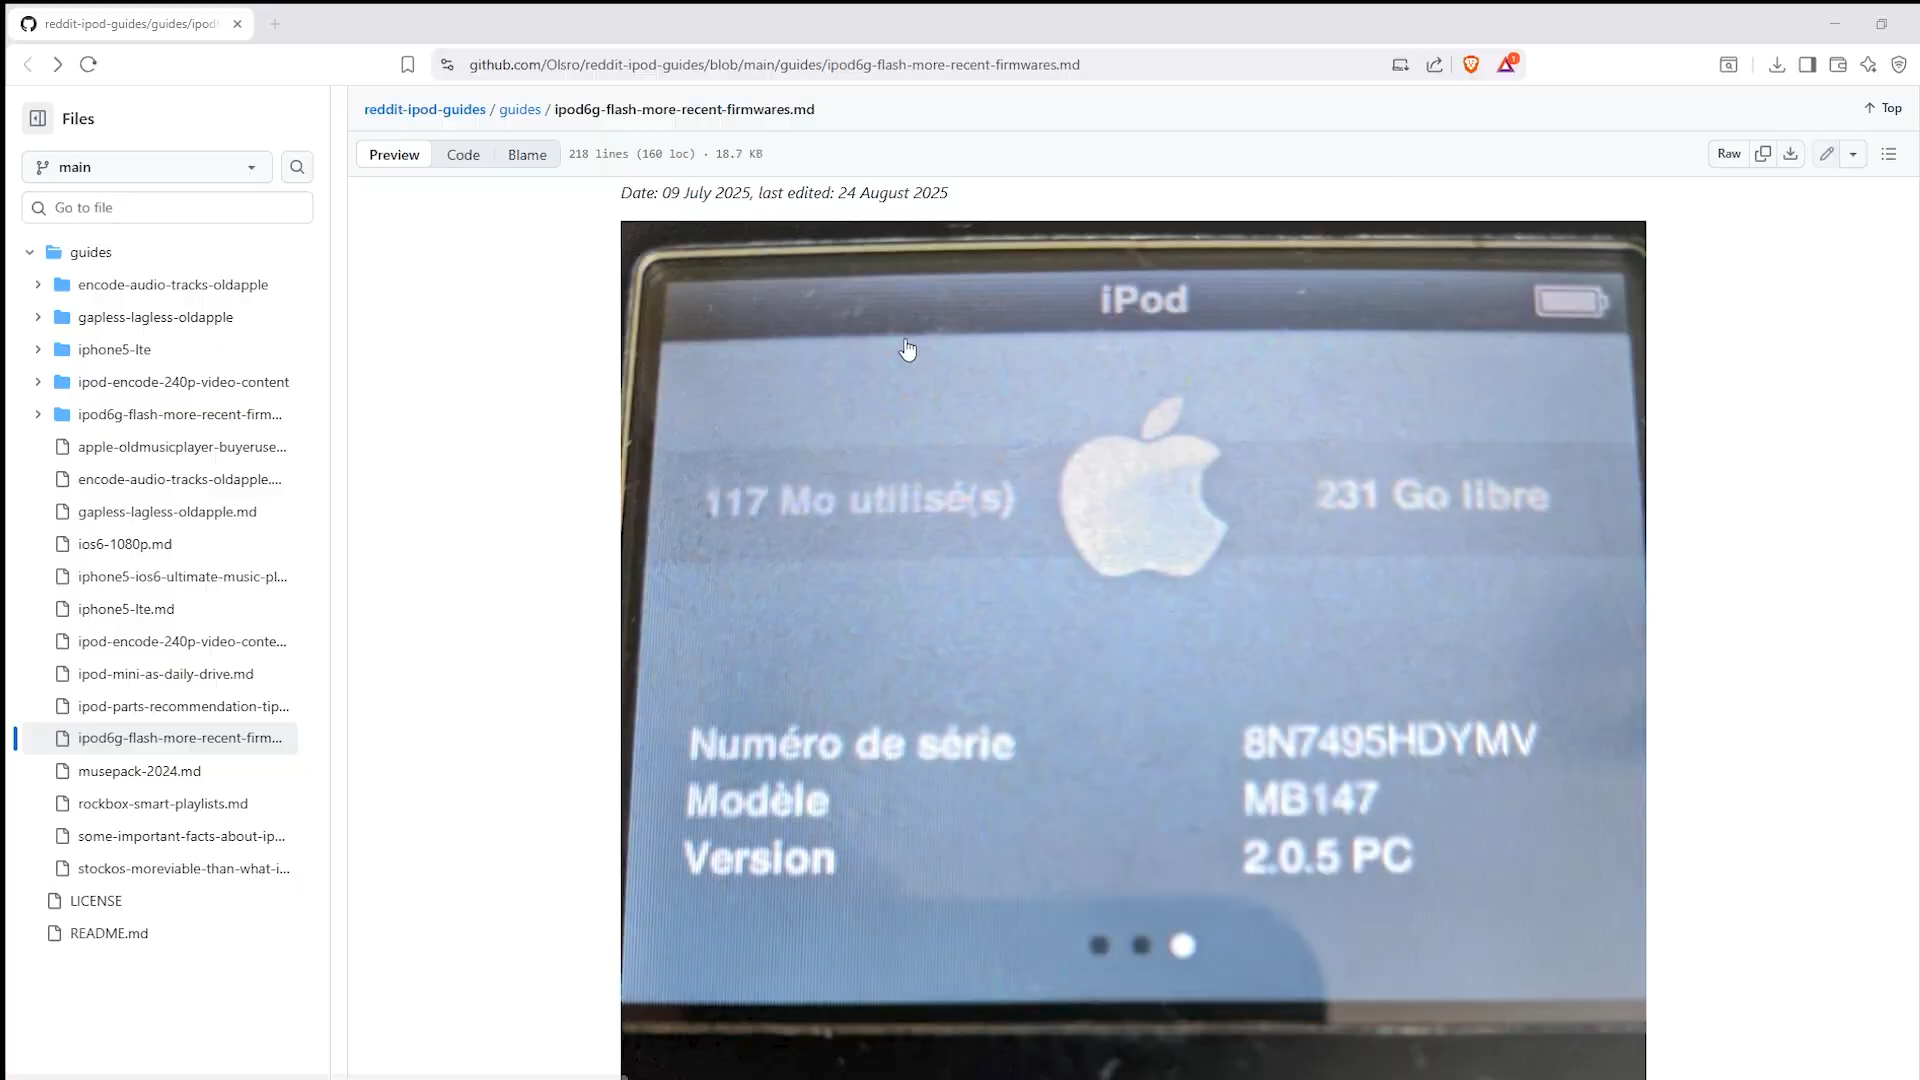 reddit-ipod-guides/guides/ipod
github.com/Olsro/reddit-ipod-guides/blob/main/guides/ipod6g-flash-more-recent-firmwares.md
1
Files
reddit-ipod-guides / guides / ipod6g-flash-more-recent-firmwares.md
Top
main
Preview
Code
Blame
218 lines (160 loc) · 18.7 KB
Raw
Go to file
Date: 09 July 2025, last edited: 24 August 2025
guides
encode-audio-tracks-oldapple
gapless-lagless-oldapple
iphone5-lte
ipod-encode-240p-video-content
ipod6g-flash-more-recent-firm...
apple-oldmusicplayer-buyeruse...
encode-audio-tracks-oldapple....
gapless-lagless-oldapple.md
ios6-1080p.md
iphone5-ios6-ultimate-music-pl...
iphone5-lte.md
ipod-encode-240p-video-conte...
ipod-mini-as-daily-drive.md
ipod-parts-recommendation-tip...
ipod6g-flash-more-recent-firm...
musepack-2024.md
rockbox-smart-playlists.md
some-important-facts-about-ip...
stockos-moreviable-than-what-i...
LICENSE
README.md
iPod
117 Mo utilisé(s)
231 Go libre
Numéro de série 8N7495HDYMV
Modèle MB147
Version 2.0.5 PC